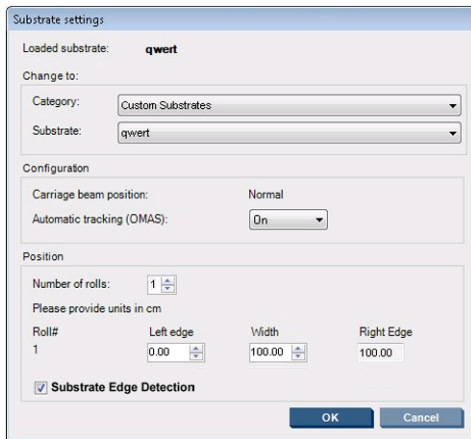 Substrate settings
Loaded substrate: qwert
Change to:
Category: Custom Substrates
Substrate: qwert
Configuration
Carriage beam position: Normal
Automatic tracking (OMAS): On
Position
Number of rolls: 1
Please provide units in cm
Roll# Left edge Width Right Edge
1 0.00 100.00 100.00
Substrate Edge Detection
OK Cancel